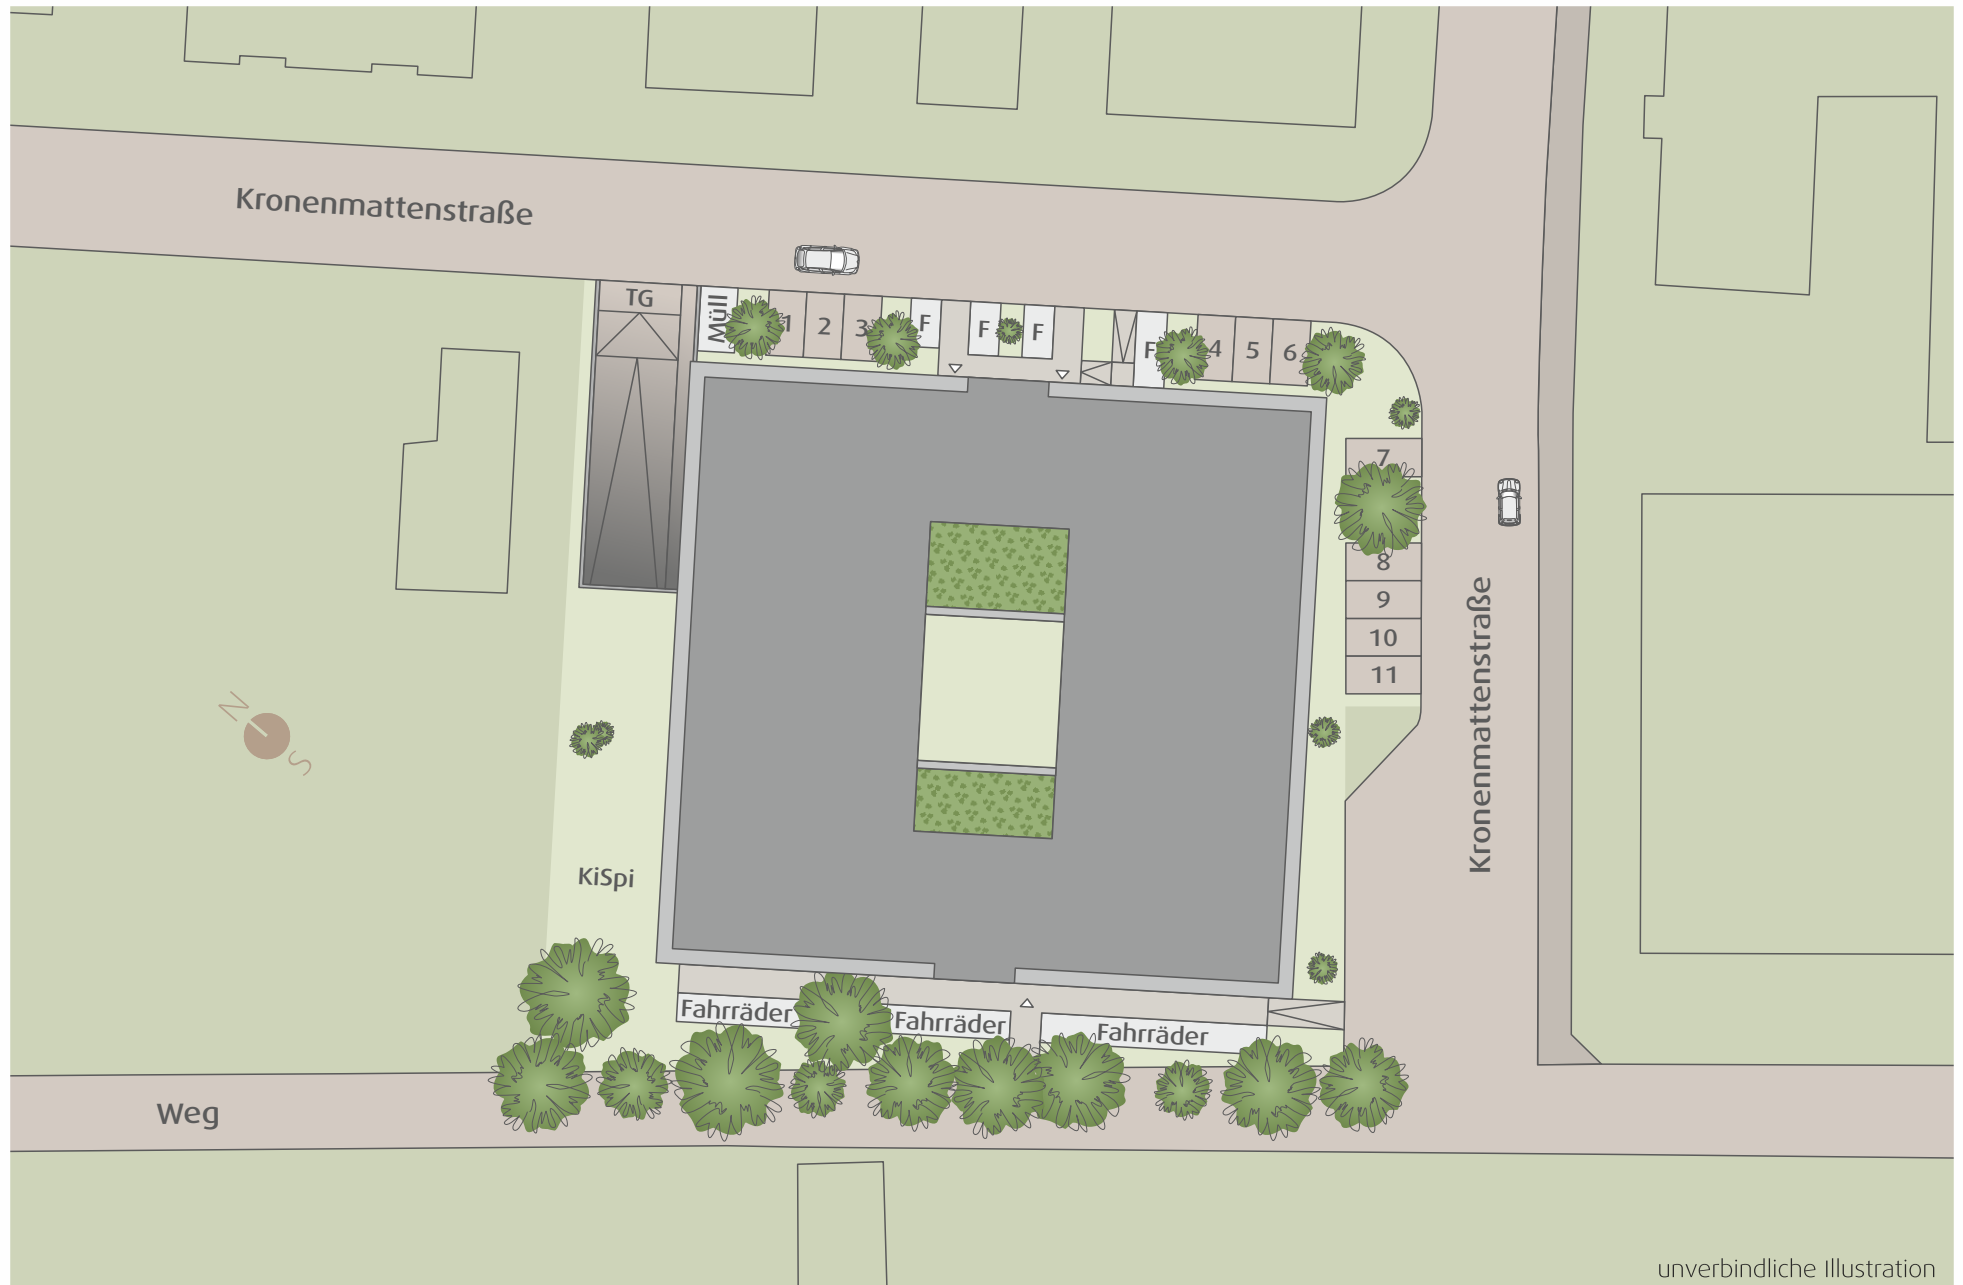 Kronenmattenstraße
TG
Müll
1
2
3
F
F
F
F
4
5
6
7
8
9
10
11
Kronenmattenstraße
N
S
KiSpi
Fahrräder
Fahrräder
Fahrräder
Weg
unverbindliche Illustration